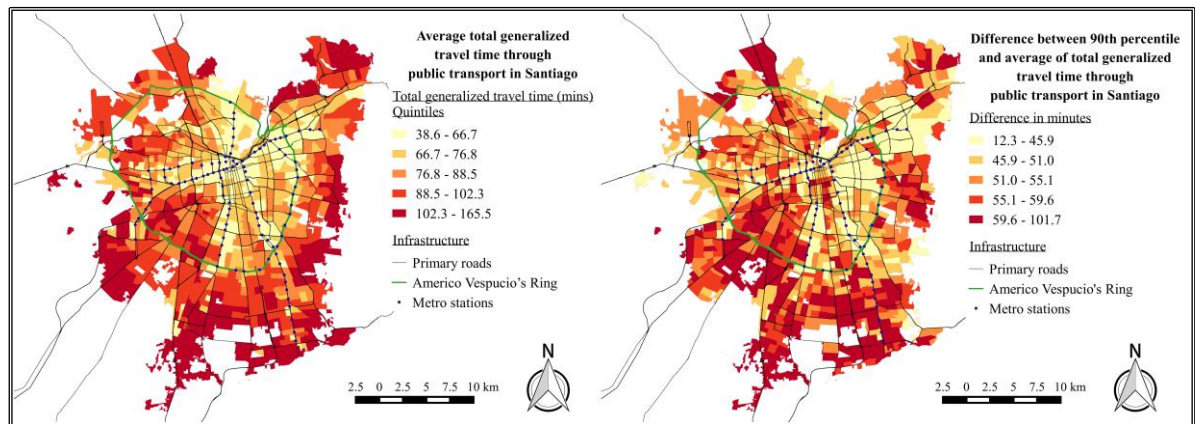 Average total generalized
travel time through
public transport in Santiago
Total generalized travel time (mins)
Quintiles
38.6 - 66.7
66.7 - 76.8
76.8 - 88.5
88.5 - 102.3
102.3 - 165.5
Infrastructure
Primary roads
Americo Vespucio's Ring
Metro stations
N
2.5 0 2.5 5 7.5 10 km
Difference between 90th percentile
and average of total generalized
travel time through
public transport in Santiago
Difference in minutes
12.3 - 45.9
45.9 - 51.0
51.0 - 55.1
55.1 - 59.6
59.6 - 101.7
Infrastructure
Primary roads
Americo Vespucio's Ring
Metro stations
N
2.5 0 2.5 5 7.5 10 km